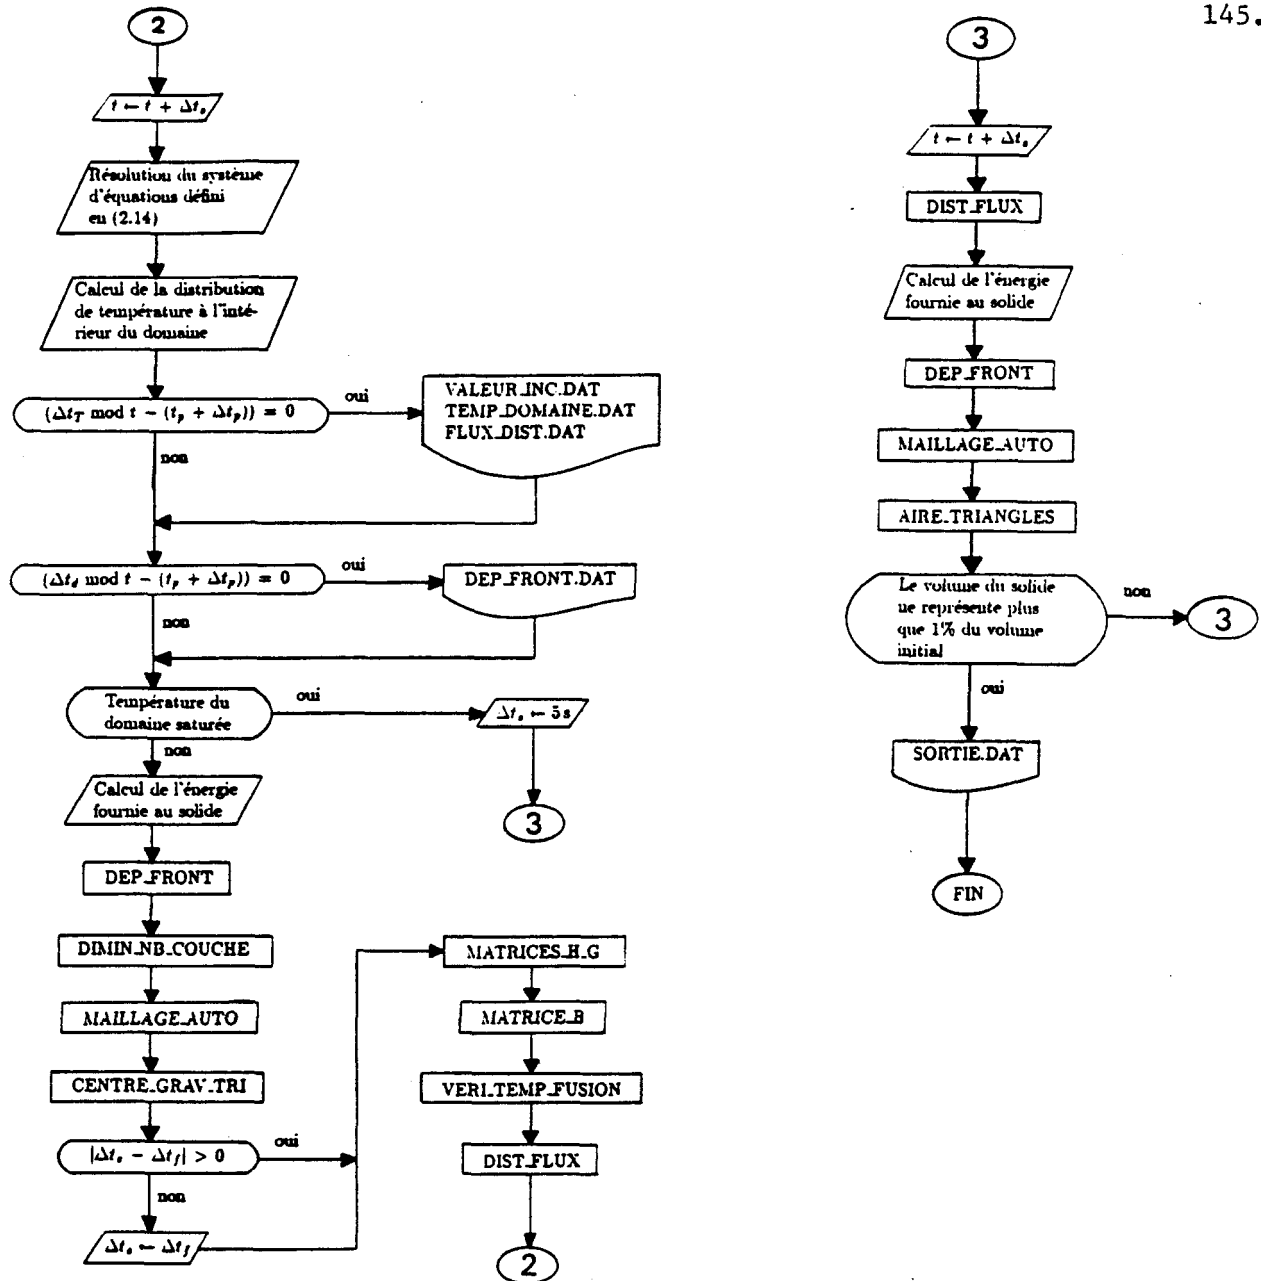 145.
2
t ← t + Δt_s
Résolution du système
d'équations défini
en (2.14)
Calcul de la distribution
de température à l'inté-
rieur du domaine
(Δt_T mod t − (t_p + Δt_p)) = 0
oui
VALEUR_INC.DAT
TEMP_DOMAINE.DAT
FLUX_DIST.DAT
non
(Δt_d mod t − (t_p + Δt_p)) = 0
oui
DEP_FRONT.DAT
non
Température du
domaine saturée
oui
Δt_s ← 5 s
3
non
Calcul de l'énergie
fournie au solide
DEP_FRONT
DIMIN_NB_COUCHE
MAILLAGE_AUTO
CENTRE_GRAV_TRI
|Δt_s − Δt_f| > 0
oui
non
Δt_s ← Δt_f
MATRICES_H_G
MATRICE_B
VERI_TEMP_FUSION
DIST_FLUX
2
3
t ← t + Δt_s
DIST_FLUX
Calcul de l'énergie
fournie au solide
DEP_FRONT
MAILLAGE_AUTO
AIRE_TRIANGLES
Le volume du solide
ne représente plus
que 1% du volume
initial
non
3
oui
SORTIE.DAT
FIN